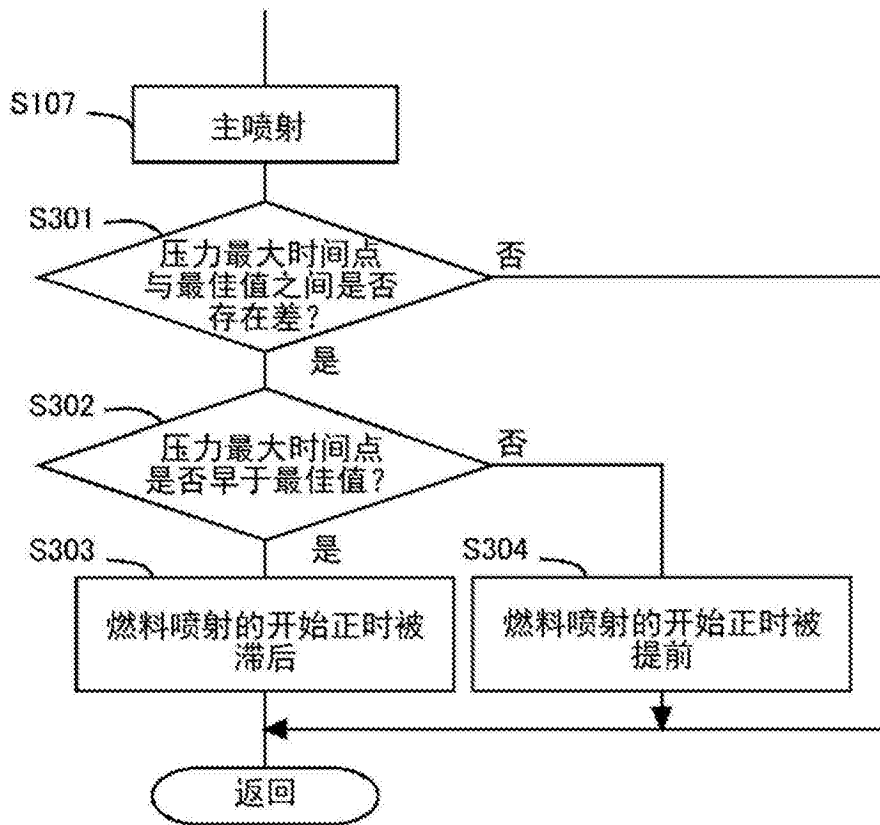 S107
主喷射
S301
压力最大时间点
与最佳值之间是否
存在差?
否
是
S302
压力最大时间点
是否早于最佳值?
否
是
S303
燃料喷射的开始正时被
滞后
S304
燃料喷射的开始正时被
提前
返回